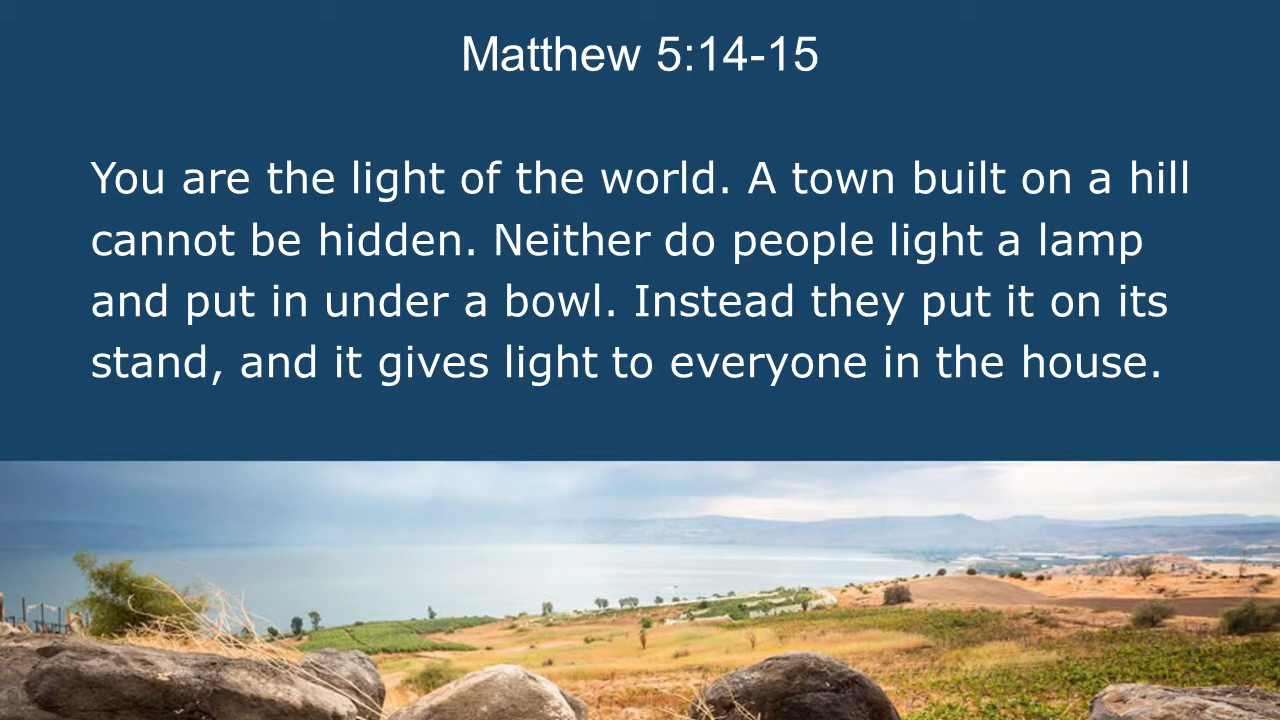 Matthew 5:14-15
You are the light of the world. A town built on a hill
cannot be hidden. Neither do people light a lamp
and put in under a bowl. Instead they put it on its
stand, and it gives light to everyone in the house.